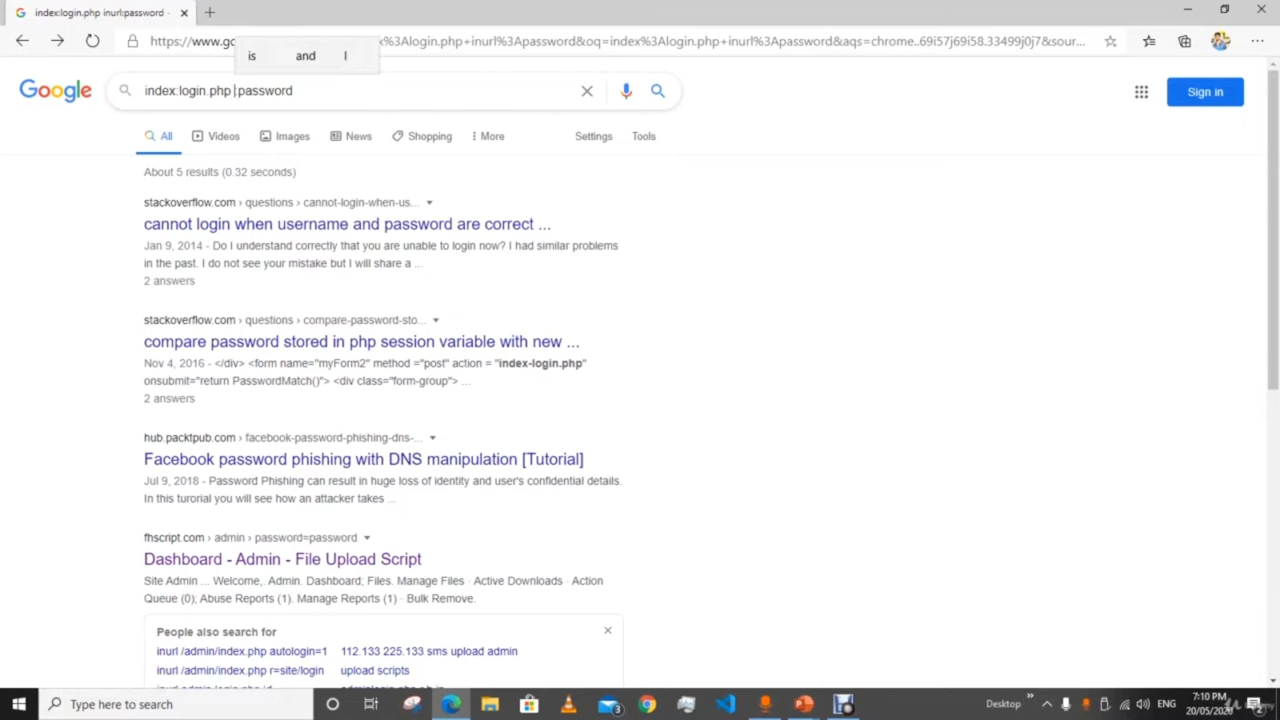 index:login.php inurl:password -
https://www.go
x%3Alogin.php+inurl%3Apassword&oq=index%3Alogin.php+inurl%3Apassword&aqs=chrome..69i57j69i58.33499j0j7&sour...
is and I
Google
index:login.php password
Sign in
All Videos Images News Shopping More Settings Tools
About 5 results (0.32 seconds)
stackoverflow.com › questions › cannot-login-when-us...
cannot login when username and password are correct ...
Jan 9, 2014 - Do I understand correctly that you are unable to login now? I had similar problems
in the past. I do not see your mistake but I will share a ...
2 answers
stackoverflow.com › questions › compare-password-sto...
compare password stored in php session variable with new ...
Nov 4, 2016 - </div> <form name="myForm2" method ="post" action = "index-login.php"
onsubmit="return PasswordMatch()"> <div class="form-group"> ...
2 answers
hub.packtpub.com › facebook-password-phishing-dns-...
Facebook password phishing with DNS manipulation [Tutorial]
Jul 9, 2018 - Password Phishing can result in huge loss of identity and user's confidential details.
In this turorial you will see how an attacker takes ...
fhscript.com › admin › password=password
Dashboard - Admin - File Upload Script
Site Admin ... Welcome,. Admin. Dashboard; Files. Manage Files · Active Downloads · Action
Queue (0); Abuse Reports (1). Manage Reports (1) · Bulk Remove.
People also search for
inurl /admin/index.php autologin=1 112.133 225.133 sms upload admin
inurl /admin/index.php r=site/login upload scripts
Type here to search
Desktop
ENG
7:10 PM